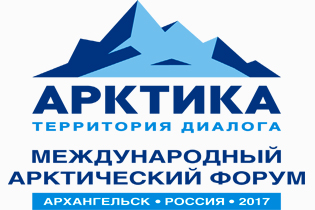 АРКТИКА
ТЕРРИТОРИЯ ДИАЛОГА
МЕЖДУНАРОДНЫЙ
АРКТИЧЕСКИЙ ФОРУМ
АРХАНГЕЛЬСК • РОССИЯ • 2017